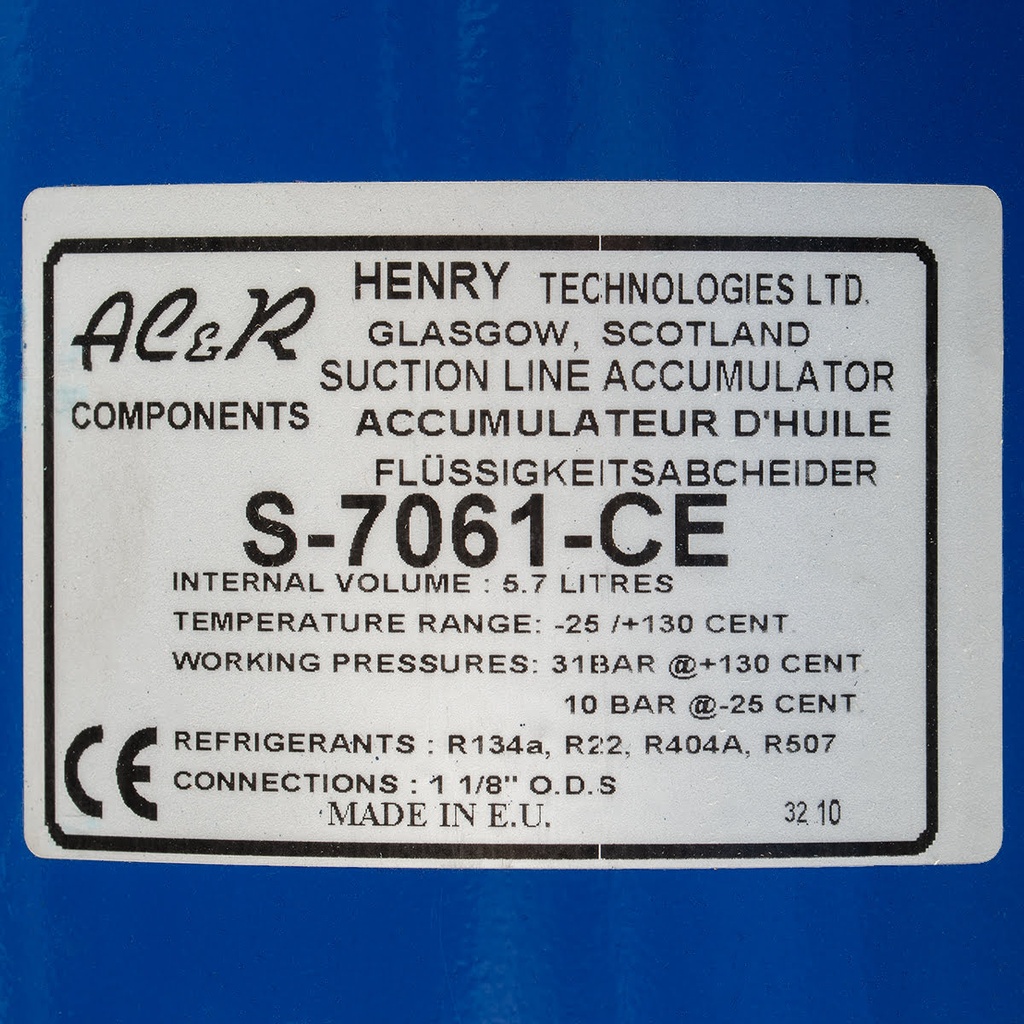 AC&R
COMPONENTS
HENRY TECHNOLOGIES LTD.
GLASGOW, SCOTLAND
SUCTION LINE ACCUMULATOR
ACCUMULATEUR D'HUILE
FLÜSSIGKEITSABCHEIDER
S-7061-CE
INTERNAL VOLUME : 5.7 LITRES
TEMPERATURE RANGE: -25 /+130 CENT
WORKING PRESSURES: 31BAR @+130 CENT
10 BAR @-25 CENT
CE
REFRIGERANTS : R134a, R22, R404A, R507
CONNECTIONS : 1 1/8" O.D.S
MADE IN E.U.
32 10